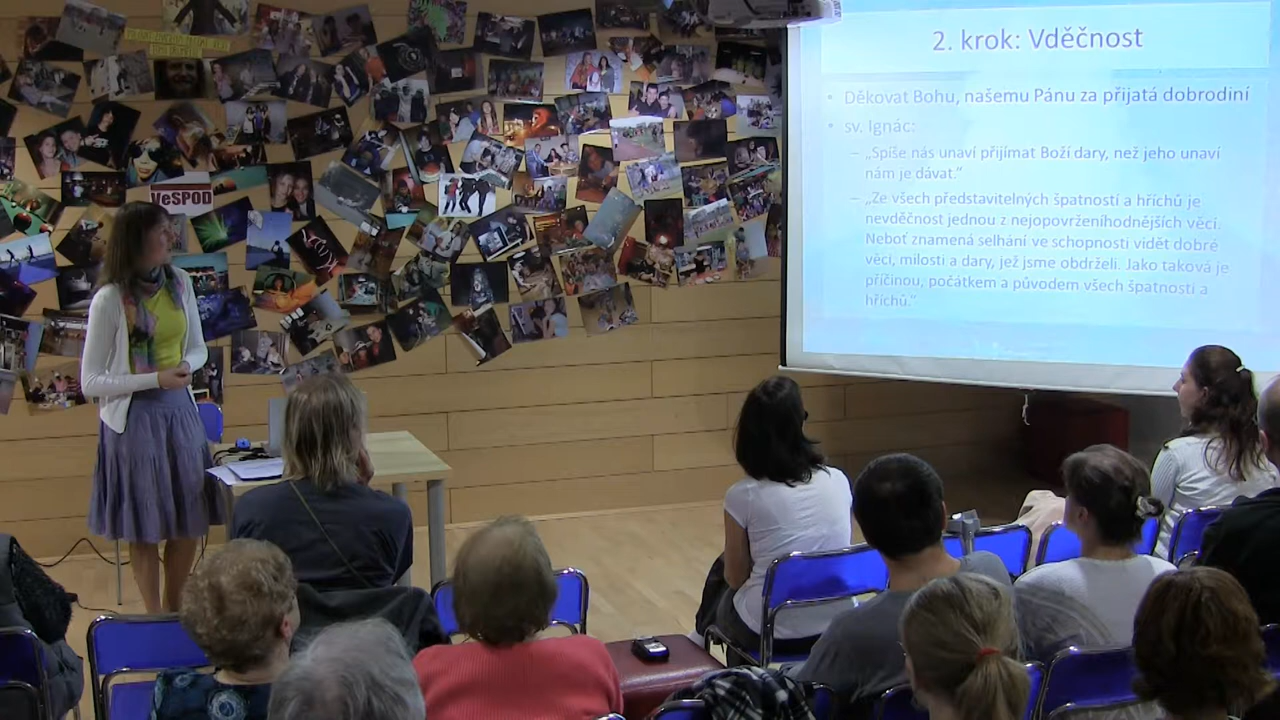 2. krok: Vděčnost
• Děkovat Bohu, našemu Pánu za přijatá dobrodiní
• sv. Ignác:
– „Spíše nás unaví přijímat Boží dary, než jeho unaví
nám je dávat.“
– „Ze všech představitelných špatností a hříchů je
nevděčnost jednou z nejopovrženíhodnějších věcí.
Neboť znamená selhání ve schopnosti vidět dobré
věci, milosti a dary, jež jsme obdrželi. Jako taková je
příčinou, počátkem a původem všech špatností a
hříchů.“
VeSPOD